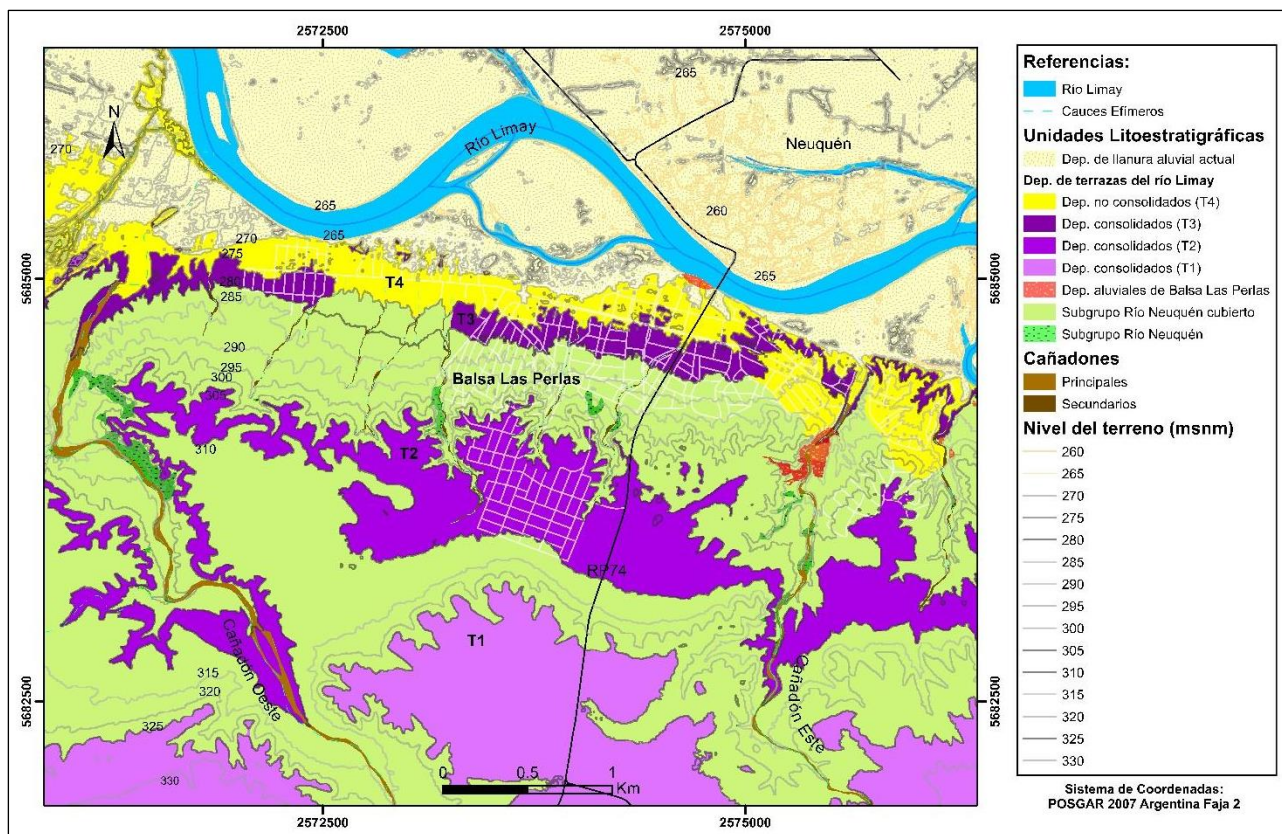 2572500
2575000
N
265
Neuquén
Río Limay
270
265
265
260
270
275
265
5685000
5685000
280
285
T4
T3
290
295
300
305
Balsa Las Perlas
310
T2
RP74
T1
Cañadón Oeste
Cañadón Este
315
320
325
330
5682500
5682500
0 0.5 1
Km
2572500
2575000
Referencias:
Río Limay
Cauces Efímeros
Unidades Litoestratigráficas
Dep. de llanura aluvial actual
Dep. de terrazas del río Limay
Dep. no consolidados (T4)
Dep. consolidados (T3)
Dep. consolidados (T2)
Dep. consolidados (T1)
Dep. aluviales de Balsa Las Perlas
Subgrupo Río Neuquén cubierto
Subgrupo Río Neuquén
Cañadones
Principales
Secundarios
Nivel del terreno (msnm)
260
265
270
275
280
285
290
295
300
305
310
315
320
325
330
Sistema de Coordenadas:
POSGAR 2007 Argentina Faja 2